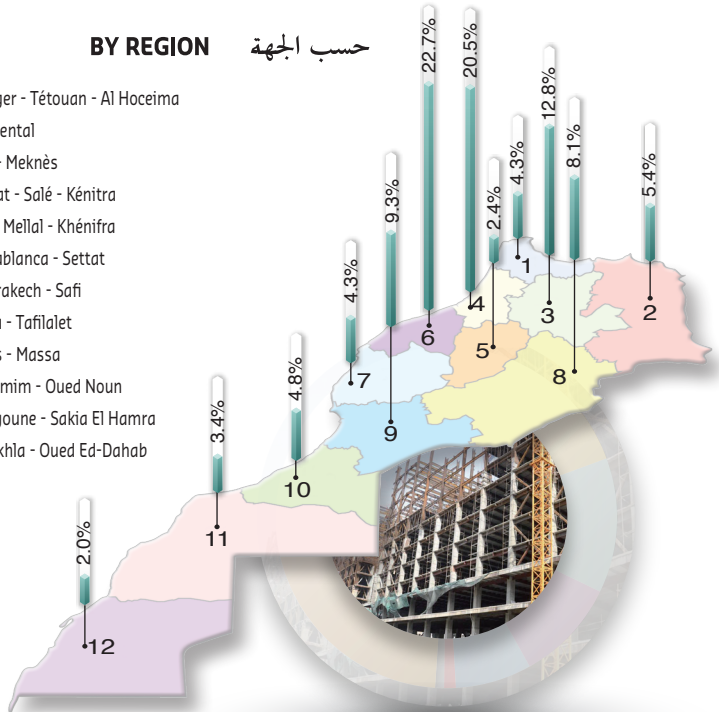 BY REGION حسب الجهة
ger - Tétouan - Al Hoceima
ental
- Meknès
at - Salé - Kénitra
Mellal - Khénifra
ablanca - Settat
rakech - Safi
- Tafilalet
s - Massa
mim - Oued Noun
youne - Sakia El Hamra
khla - Oued Ed-Dahab
22.7%
20.5%
12.8%
8.1%
5.4%
4.3%
2.4%
9.3%
4.3%
4.8%
3.4%
2.0%
1
2
3
4
5
6
7
8
9
10
11
12